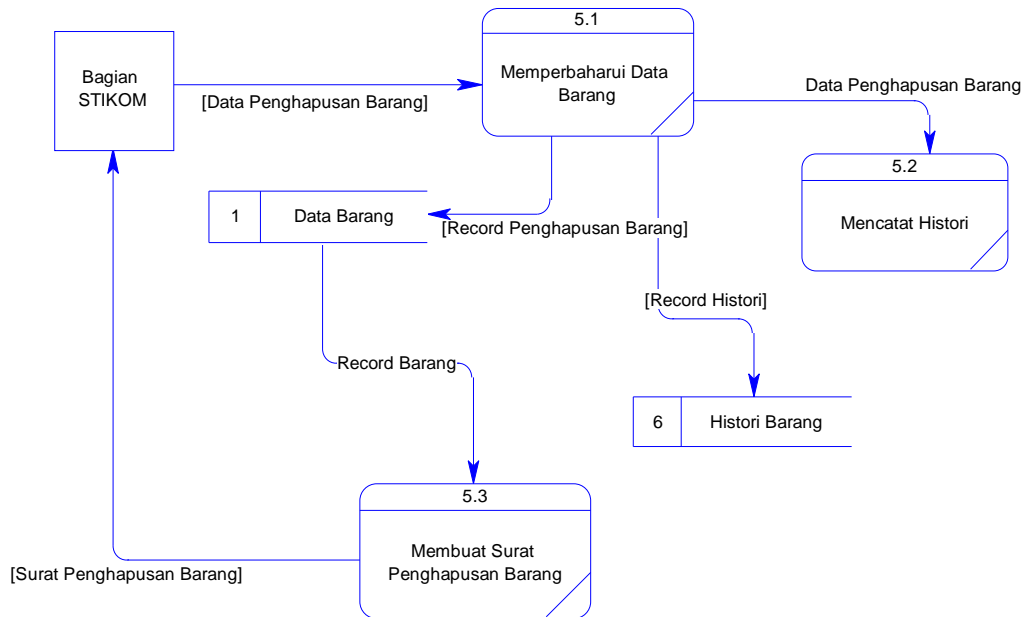 5.1
Bagian
STIKOM
Memperbaharui Data
Barang
Data Penghapusan Barang
[Data Penghapusan Barang]
5.2
1
Data Barang
[Record Penghapusan Barang]
Mencatat Histori
[Record Histori]
Record Barang
6
Histori Barang
5.3
Membuat Surat
Penghapusan Barang
[Surat Penghapusan Barang]